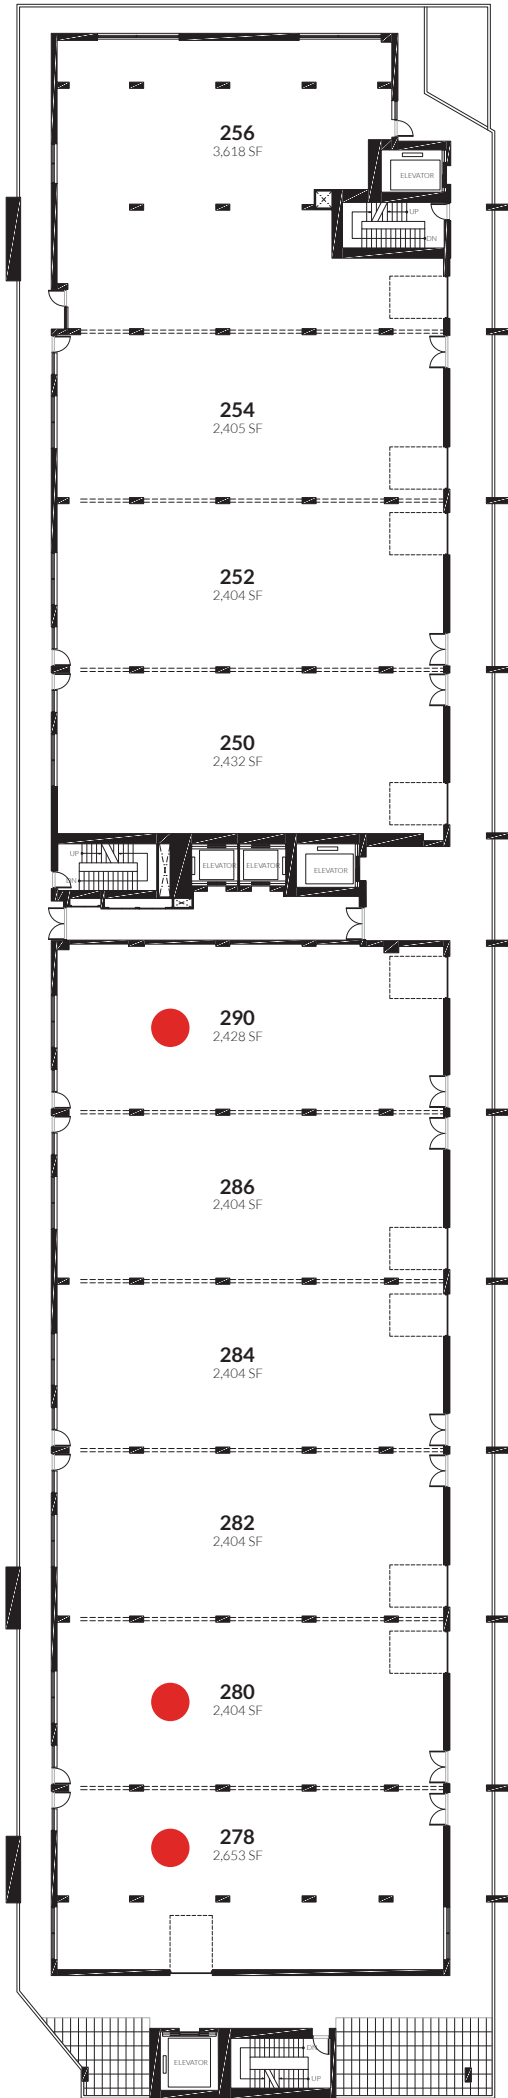 256
3,618 SF
ELEVATOR
UP
DN
254
2,405 SF
252
2,404 SF
250
2,432 SF
UP
DN
ELEVATOR
ELEVATOR
ELEVATOR
290
2,428 SF
286
2,404 SF
284
2,404 SF
282
2,404 SF
280
2,404 SF
278
2,653 SF
ELEVATOR
DN
UP